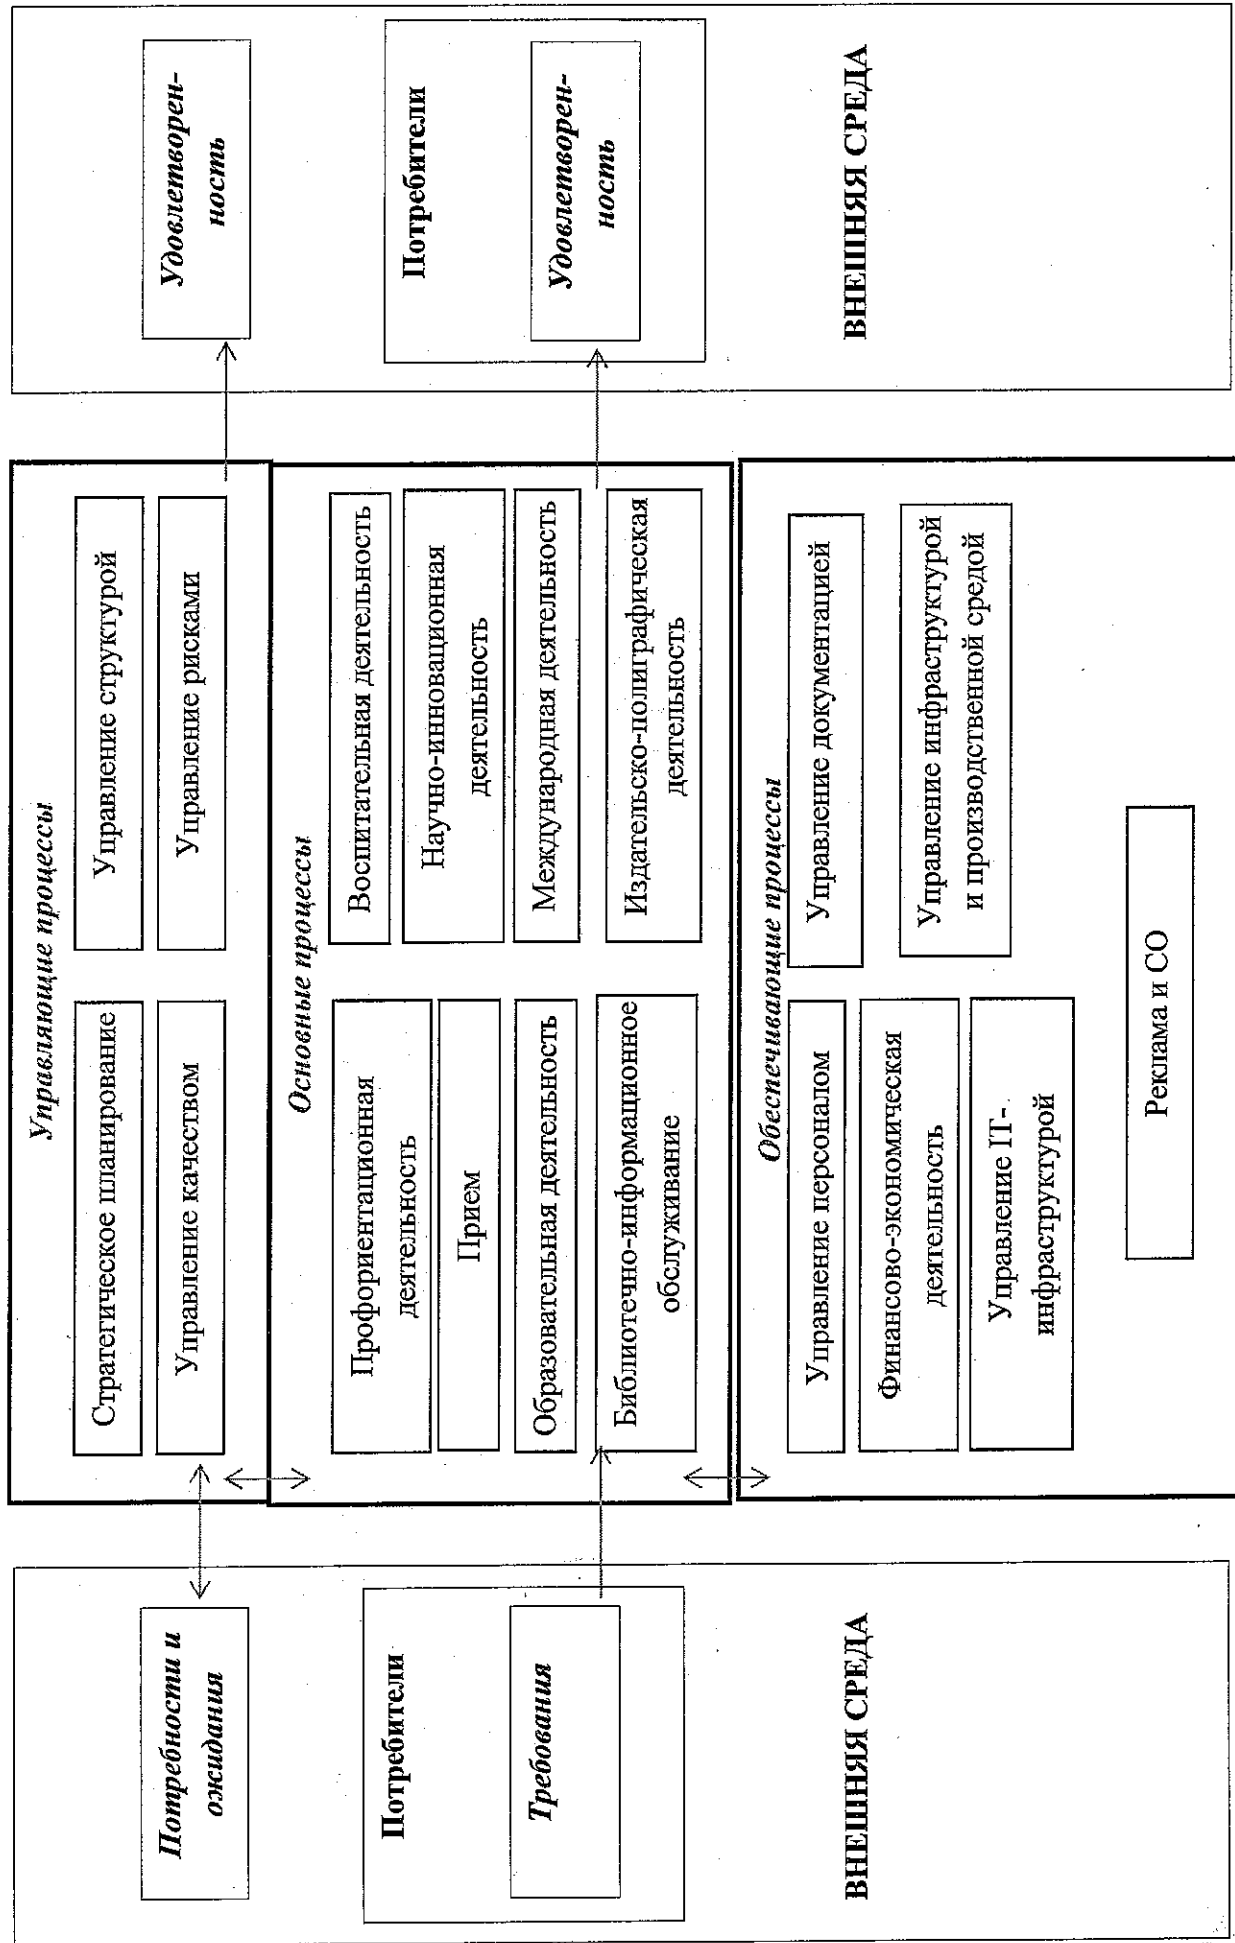 Потребности и
ожидания
Потребители
Требования
ВНЕШНЯЯ СРЕДА
Управляющие процессы
Стратегическое планирование
Управление структурой
Управление качеством
Управление рисками
Основные процессы
Профориентационная
деятельность
Прием
Образовательная деятельность
Библиотечно-информационное
обслуживание
Воспитательная деятельность
Научно-инновационная
деятельность
Международная деятельность
Издательско-полиграфическая
деятельность
Обеспечивающие процессы
Управление персоналом
Финансово-экономическая
деятельность
Управление IT-
инфраструктурой
Управление документацией
Управление инфраструктурой
и производственной средой
Реклама и СО
Удовлетворен-
ность
Потребители
Удовлетворен-
ность
ВНЕШНЯЯ СРЕДА